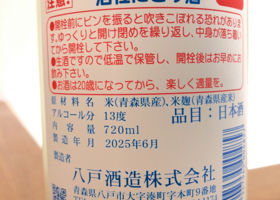 注意!
活性にごり酒
●開栓前にビンを振ると吹きこぼれる恐れがありま
す。ゆっくりと開け閉めを繰り返し、中身が落ち着い
てから開栓して下さい。
●生酒ですので低温で保管し、開栓後はお早めに
お飲み下さい。
●お酒は20歳になってから、楽しく適量を。
原材料名 米(青森県産)、米麹(青森県産)
アルコール分 13度
品目:日本酒
内容量 720ml
製造年月 2025年6月
製造者
八戸酒造株式会社
青森県八戸市大字湊町字本町9番地